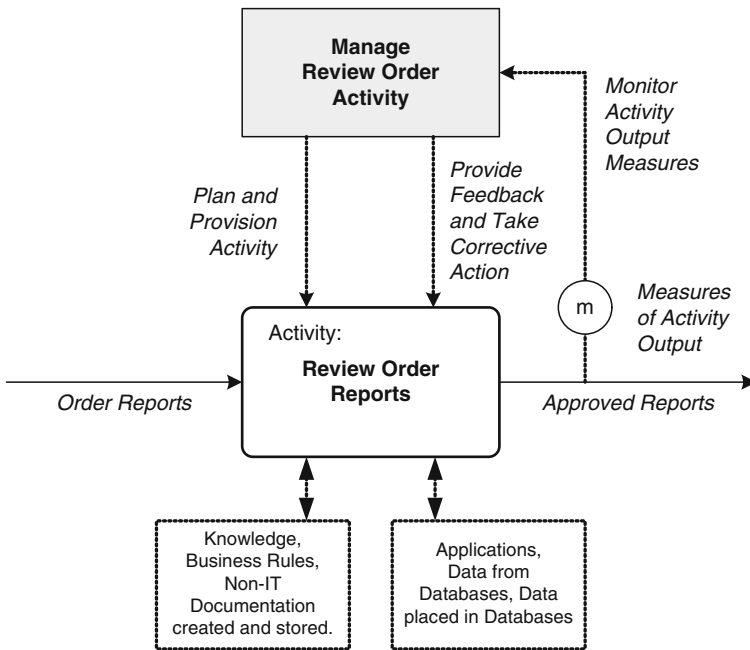 Manage
Review Order
Activity
Monitor
Activity
Output
Measures
Plan and
Provision
Activity
Provide
Feedback
and Take
Corrective
Action
m
Measures
of Activity
Output
Activity:
Review Order
Reports
Order Reports
Approved Reports
Knowledge,
Business Rules,
Non-IT
Documentation
created and stored.
Applications,
Data from
Databases, Data
placed in Databases